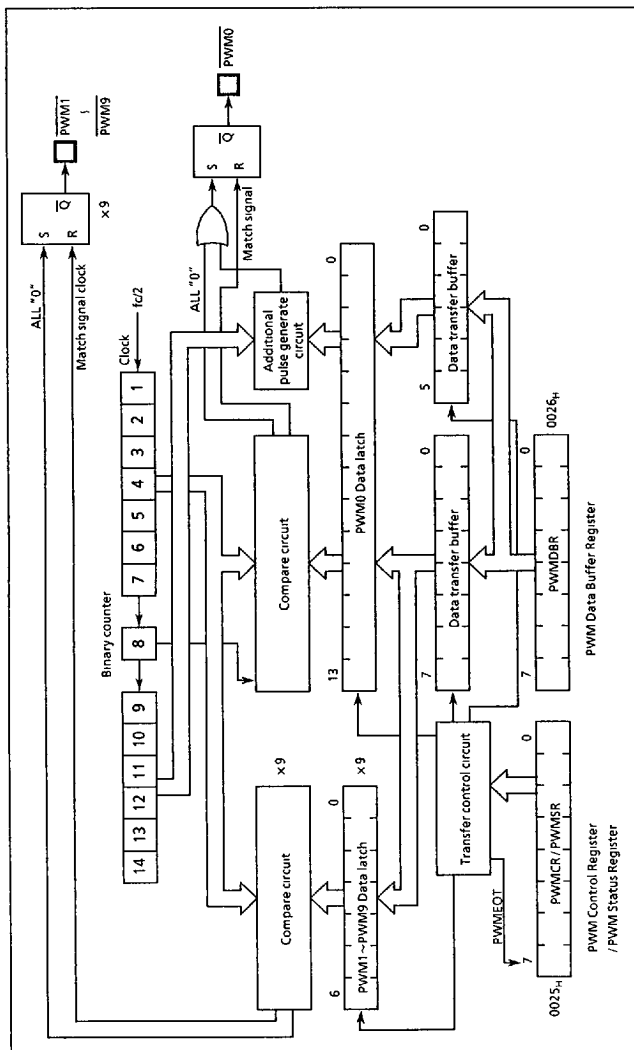 PWM1
~
PWM9
Q
S
R
×9
ALL "0"
Match signal clock
PWM0
Q
S
R
ALL "0"
Match signal
Clock
fc/2
Binary counter
14 13 12 11 10 9 8 7 6 5 4 3 2 1
Compare circuit
×9
Compare circuit
Additional
pulse generate
circuit
6
0
PWM1~PWM9 Data latch
×9
13
0
PWM0 Data latch
Transfer control circuit
7
0
Data transfer buffer
5
0
Data transfer buffer
PWMEOT
0025H
7
0
PWMCR / PWMSR
PWM Control Register
/ PWM Status Register
7
0
PWMDBR
0026H
PWM Data Buffer Register